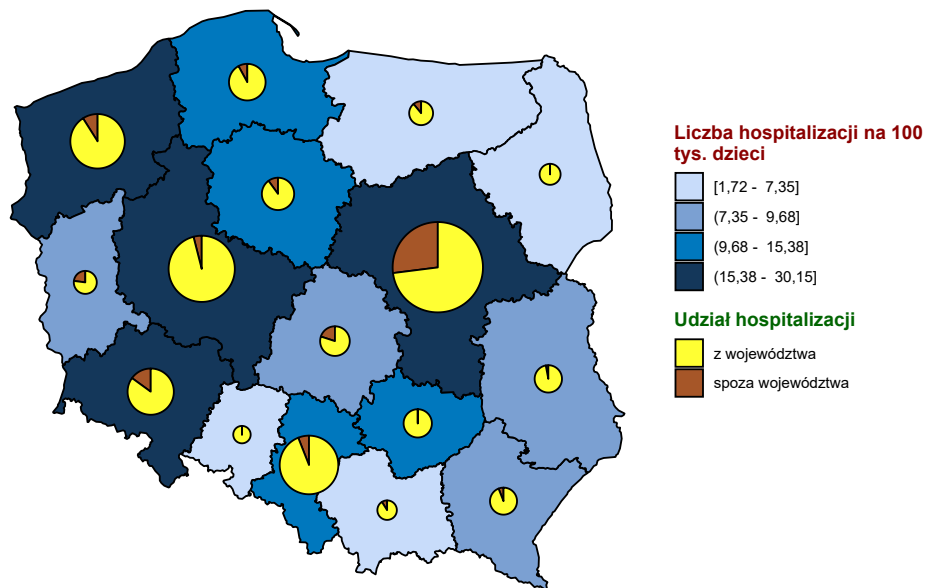 Liczba hospitalizacji na 100
tys. dzieci
[1,72 - 7,35]
(7,35 - 9,68]
(9,68 - 15,38]
(15,38 - 30,15]
Udział hospitalizacji
z województwa
spoza województwa